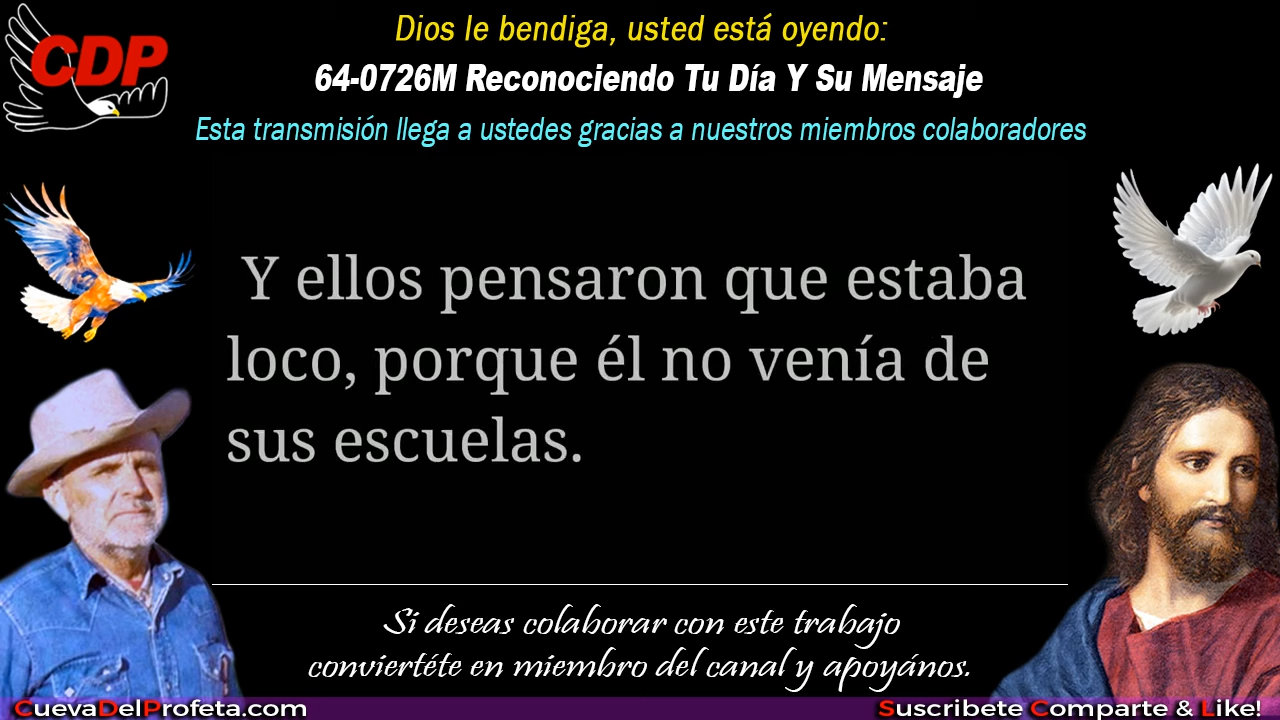 CDP
Dios le bendiga, usted está oyendo:
64-0726M Reconociendo Tu Día Y Su Mensaje
Esta transmisión llega a ustedes gracias a nuestros miembros colaboradores
Y ellos pensaron que estaba
loco, porque él no venía de
sus escuelas.
Si deseas colaborar con este trabajo
conviertéte en miembro del canal y apoyános.
CuevaDelProfeta.com
Suscribete Comparte & Like!